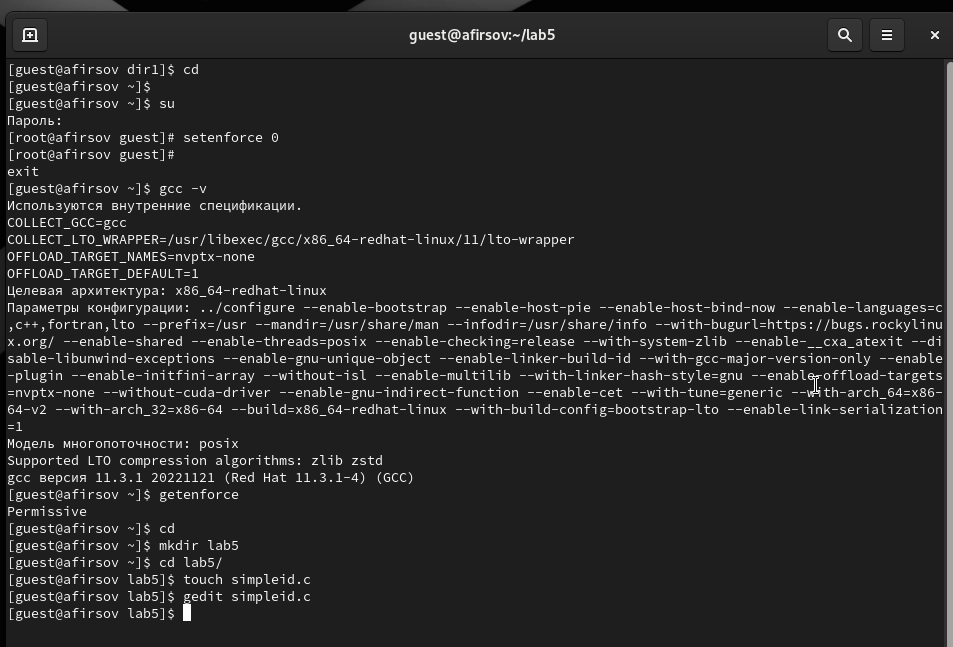 guest@afirsov:~/lab5
[guest@afirsov dir1]$ cd
[guest@afirsov ~]$
[guest@afirsov ~]$ su
Пароль:
[root@afirsov guest]# setenforce 0
[root@afirsov guest]#
exit
[guest@afirsov ~]$ gcc -v
Используются внутренние спецификации.
COLLECT_GCC=gcc
COLLECT_LTO_WRAPPER=/usr/libexec/gcc/x86_64-redhat-linux/11/lto-wrapper
OFFLOAD_TARGET_NAMES=nvptx-none
OFFLOAD_TARGET_DEFAULT=1
Целевая архитектура: x86_64-redhat-linux
Параметры конфигурации: ../configure --enable-bootstrap --enable-host-pie --enable-host-bind-now --enable-languages=c
,c++,fortran,lto --prefix=/usr --mandir=/usr/share/man --infodir=/usr/share/info --with-bugurl=https://bugs.rockylinu
x.org/ --enable-shared --enable-threads=posix --enable-checking=release --with-system-zlib --enable-__cxa_atexit --di
sable-libunwind-exceptions --enable-gnu-unique-object --enable-linker-build-id --with-gcc-major-version-only --enable
-plugin --enable-initfini-array --without-isl --enable-multilib --with-linker-hash-style=gnu --enable-offload-targets
=nvptx-none --without-cuda-driver --enable-gnu-indirect-function --enable-cet --with-tune=generic --with-arch_64=x86-
64-v2 --with-arch_32=x86-64 --build=x86_64-redhat-linux --with-build-config=bootstrap-lto --enable-link-serialization
=1
Модель многопоточности: posix
Supported LTO compression algorithms: zlib zstd
gcc версия 11.3.1 20221121 (Red Hat 11.3.1-4) (GCC)
[guest@afirsov ~]$ getenforce
Permissive
[guest@afirsov ~]$ cd
[guest@afirsov ~]$ mkdir lab5
[guest@afirsov ~]$ cd lab5/
[guest@afirsov lab5]$ touch simpleid.c
[guest@afirsov lab5]$ gedit simpleid.c
[guest@afirsov lab5]$